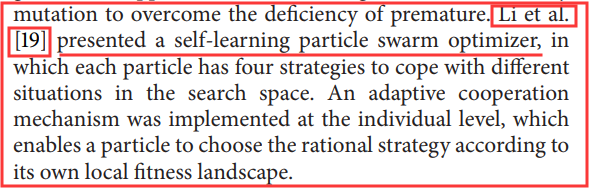 mutation to overcome the deficiency of premature. Li et al.
[19] presented a self-learning particle swarm optimizer, in
which each particle has four strategies to cope with different
situations in the search space. An adaptive cooperation
mechanism was implemented at the individual level, which
enables a particle to choose the rational strategy according to
its own local fitness landscape.